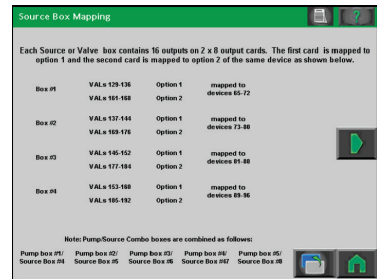 Source Box Mapping
Each Source or Valve box contains 16 outputs on 2 x 8 output cards. The first card is mapped to
option 1 and the second card is mapped to option 2 of the same device as shown below.
Box #1 VALs 129-136 Option 1 mapped to
VALs 161-168 Option 2 devices 65-72
Box #2 VALs 137-144 Option 1 mapped to
VALs 169-176 Option 2 devices 73-80
Box #3 VALs 145-152 Option 1 mapped to
VALs 177-184 Option 2 devices 81-88
Box #4 VALs 153-160 Option 1 mapped to
VALs 185-192 Option 2 devices 89-96
Note: Pump/Source Combo boxes are combined as follows:
Pump box #1/ Pump box #2/ Pump box #3/ Pump box #4/ Pump box #5/
Source Box #4 Source Box #5 Source Box #6 Source Box #67 Source Box #8